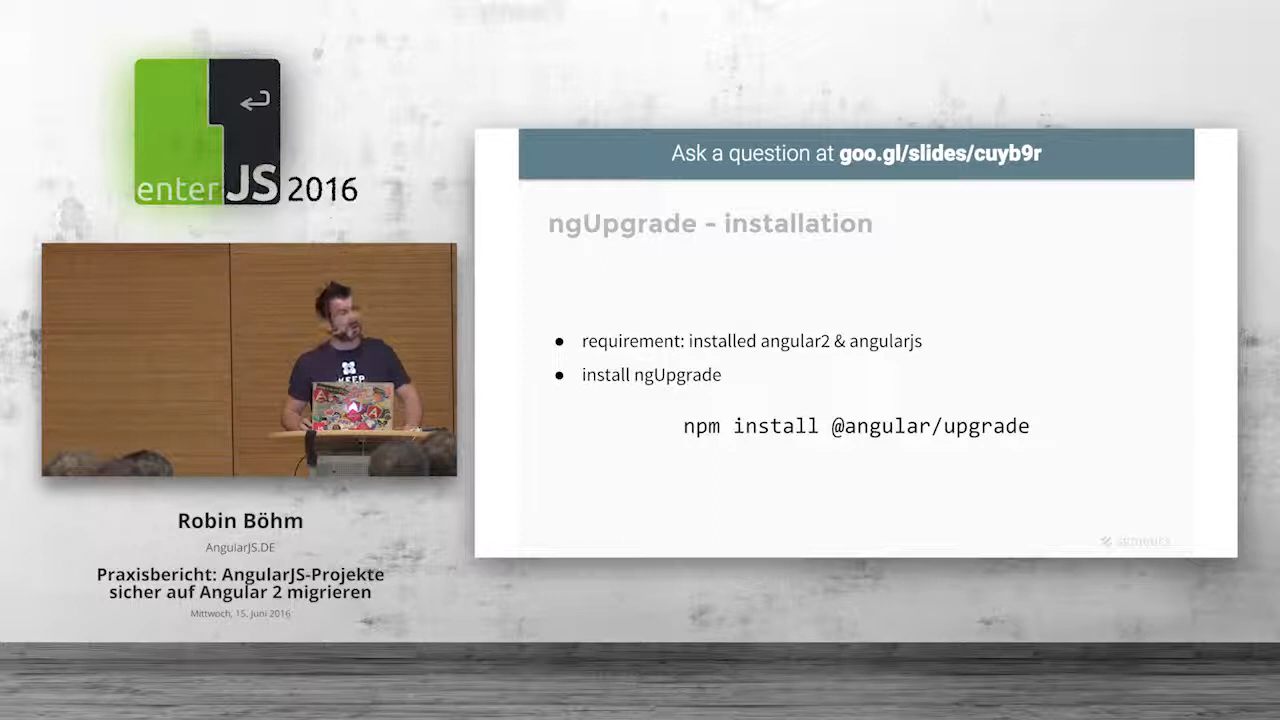 enterJS 2016
KEEP
Robin Böhm
AngularJS.DE
Praxisbericht: AngularJS-Projekte
sicher auf Angular 2 migrieren
Mittwoch, 15. Juni 2016
Ask a question at goo.gl/slides/cuyb9r
ngUpgrade - installation
● requirement: installed angular2 & angularjs
● install ngUpgrade
npm install @angular/upgrade